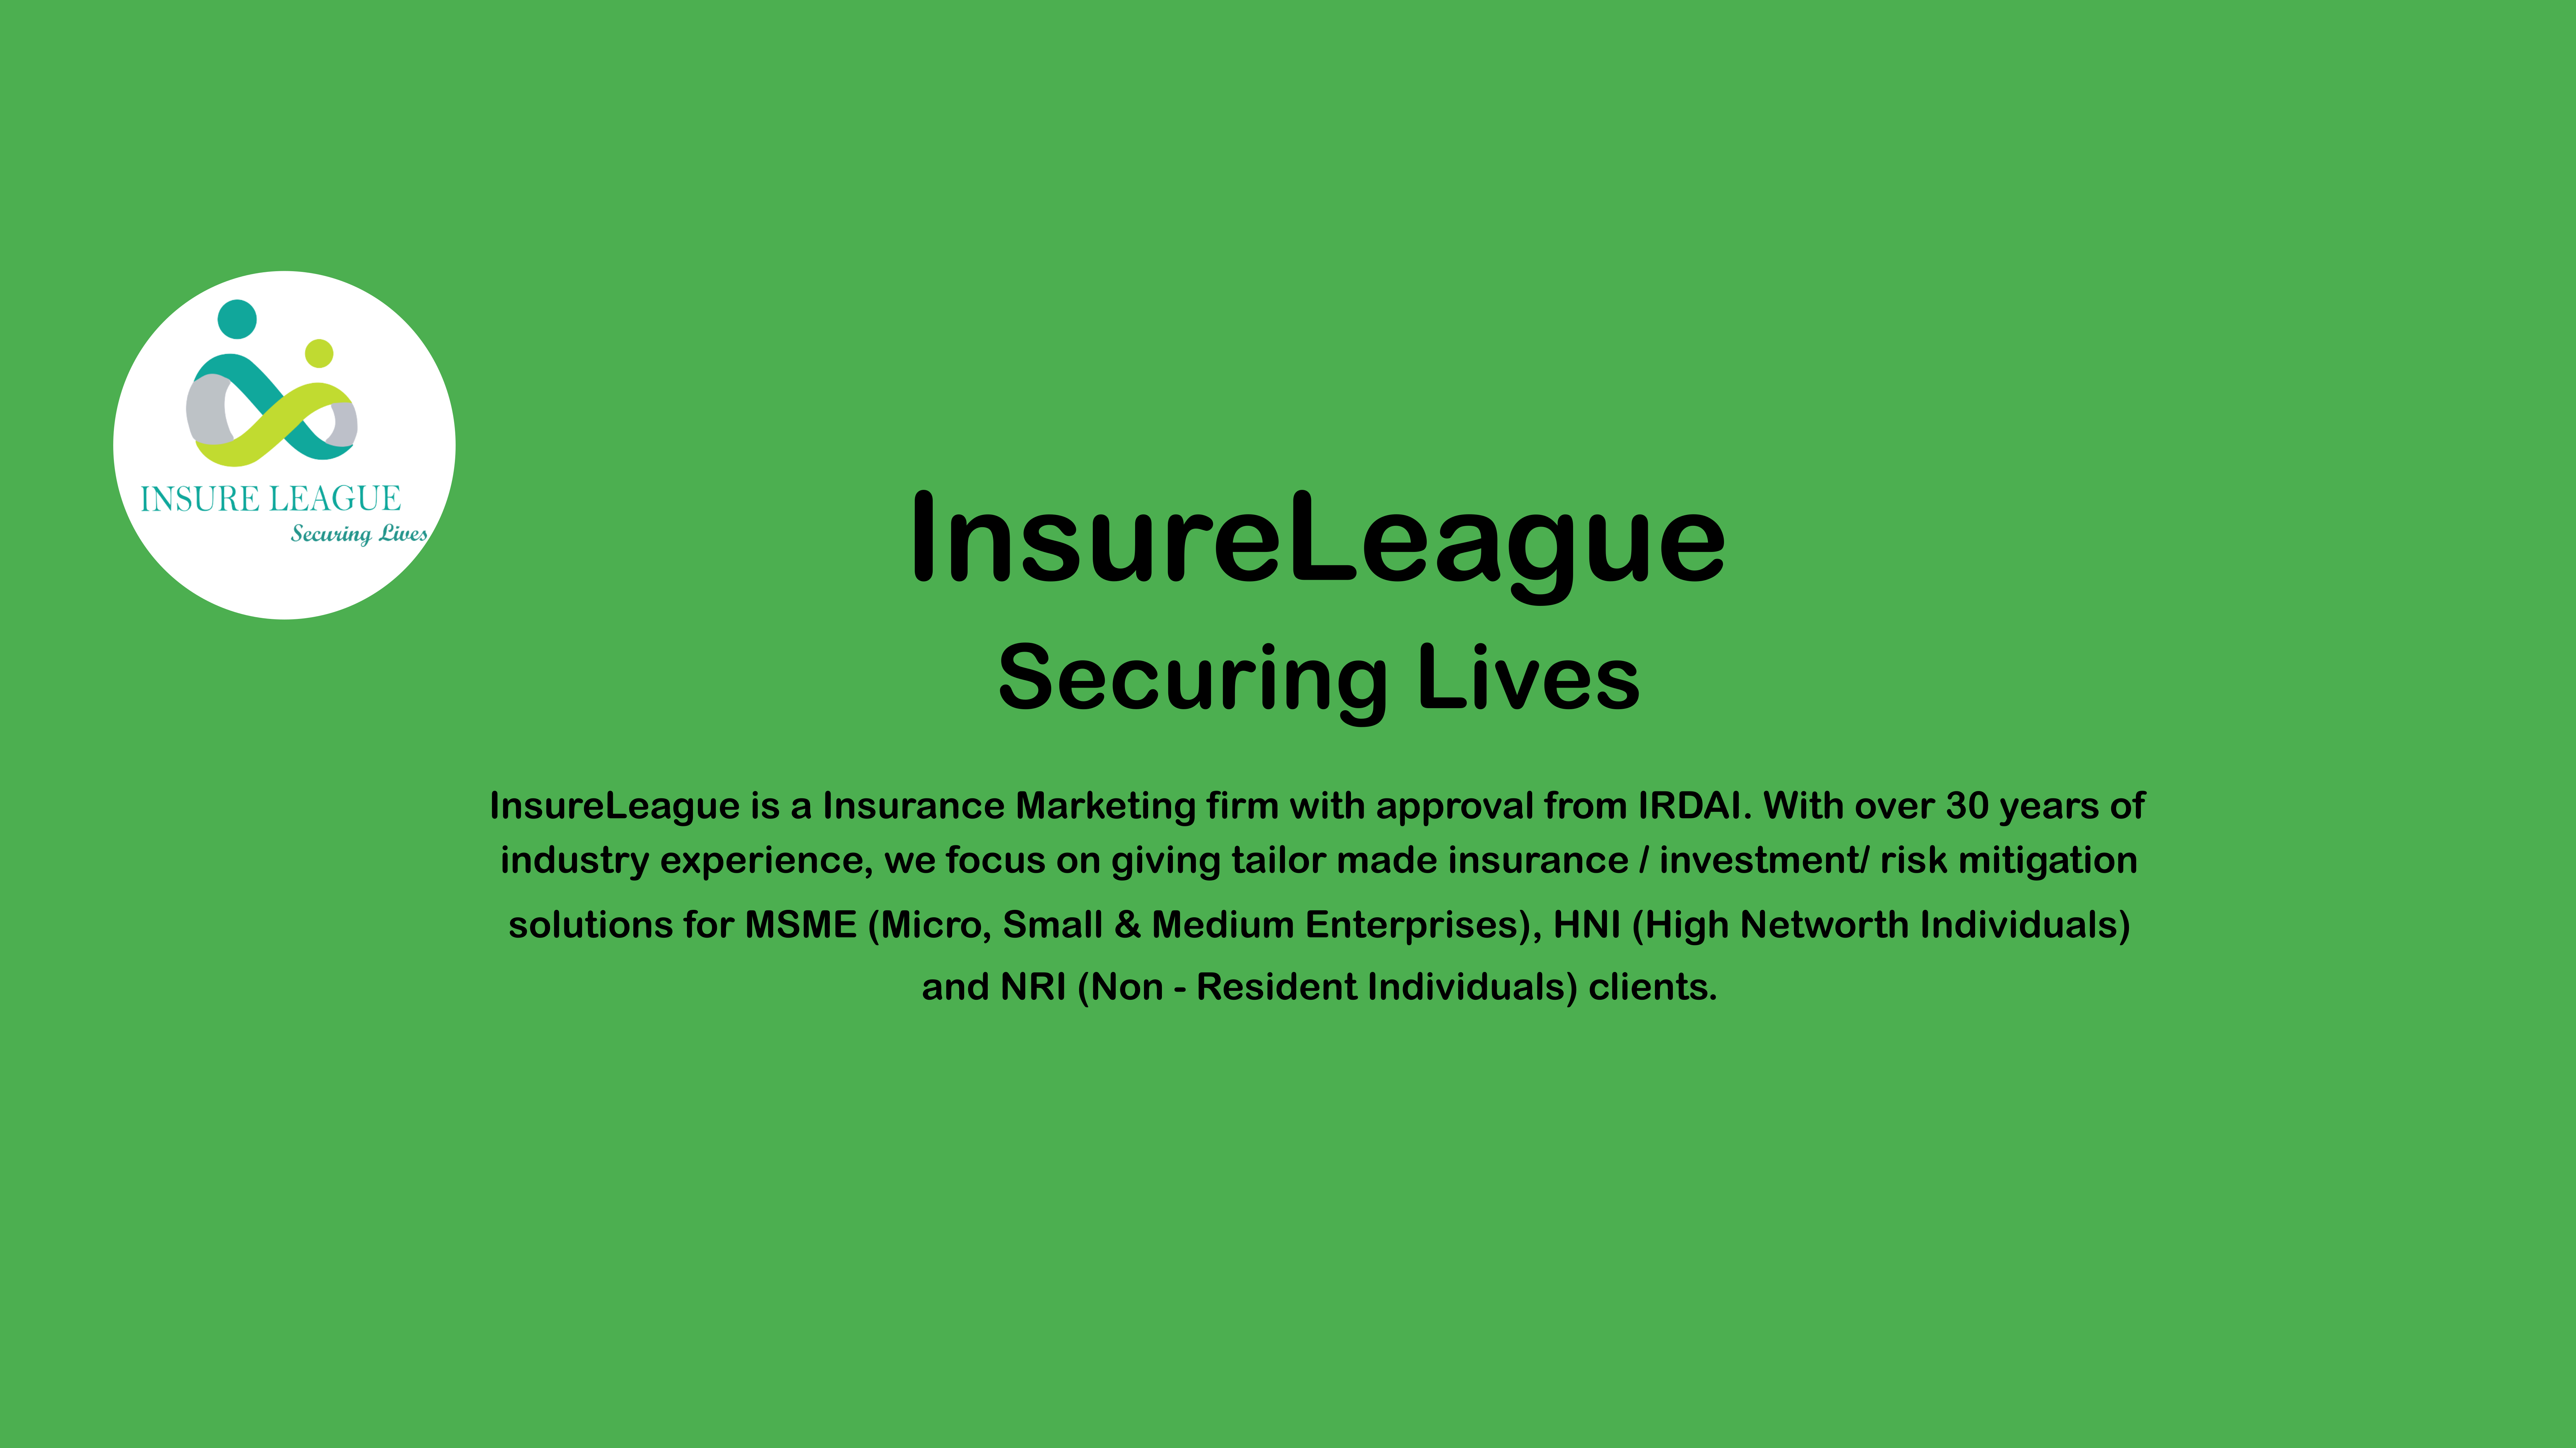 INSURE LEAGUE
Securing Lives
InsureLeague
Securing Lives
InsureLeague is a Insurance Marketing firm with approval from IRDAI. With over 30 years of
industry experience, we focus on giving tailor made insurance / investment/ risk mitigation
solutions for MSME (Micro, Small & Medium Enterprises), HNI (High Networth Individuals)
and NRI (Non - Resident Individuals) clients.